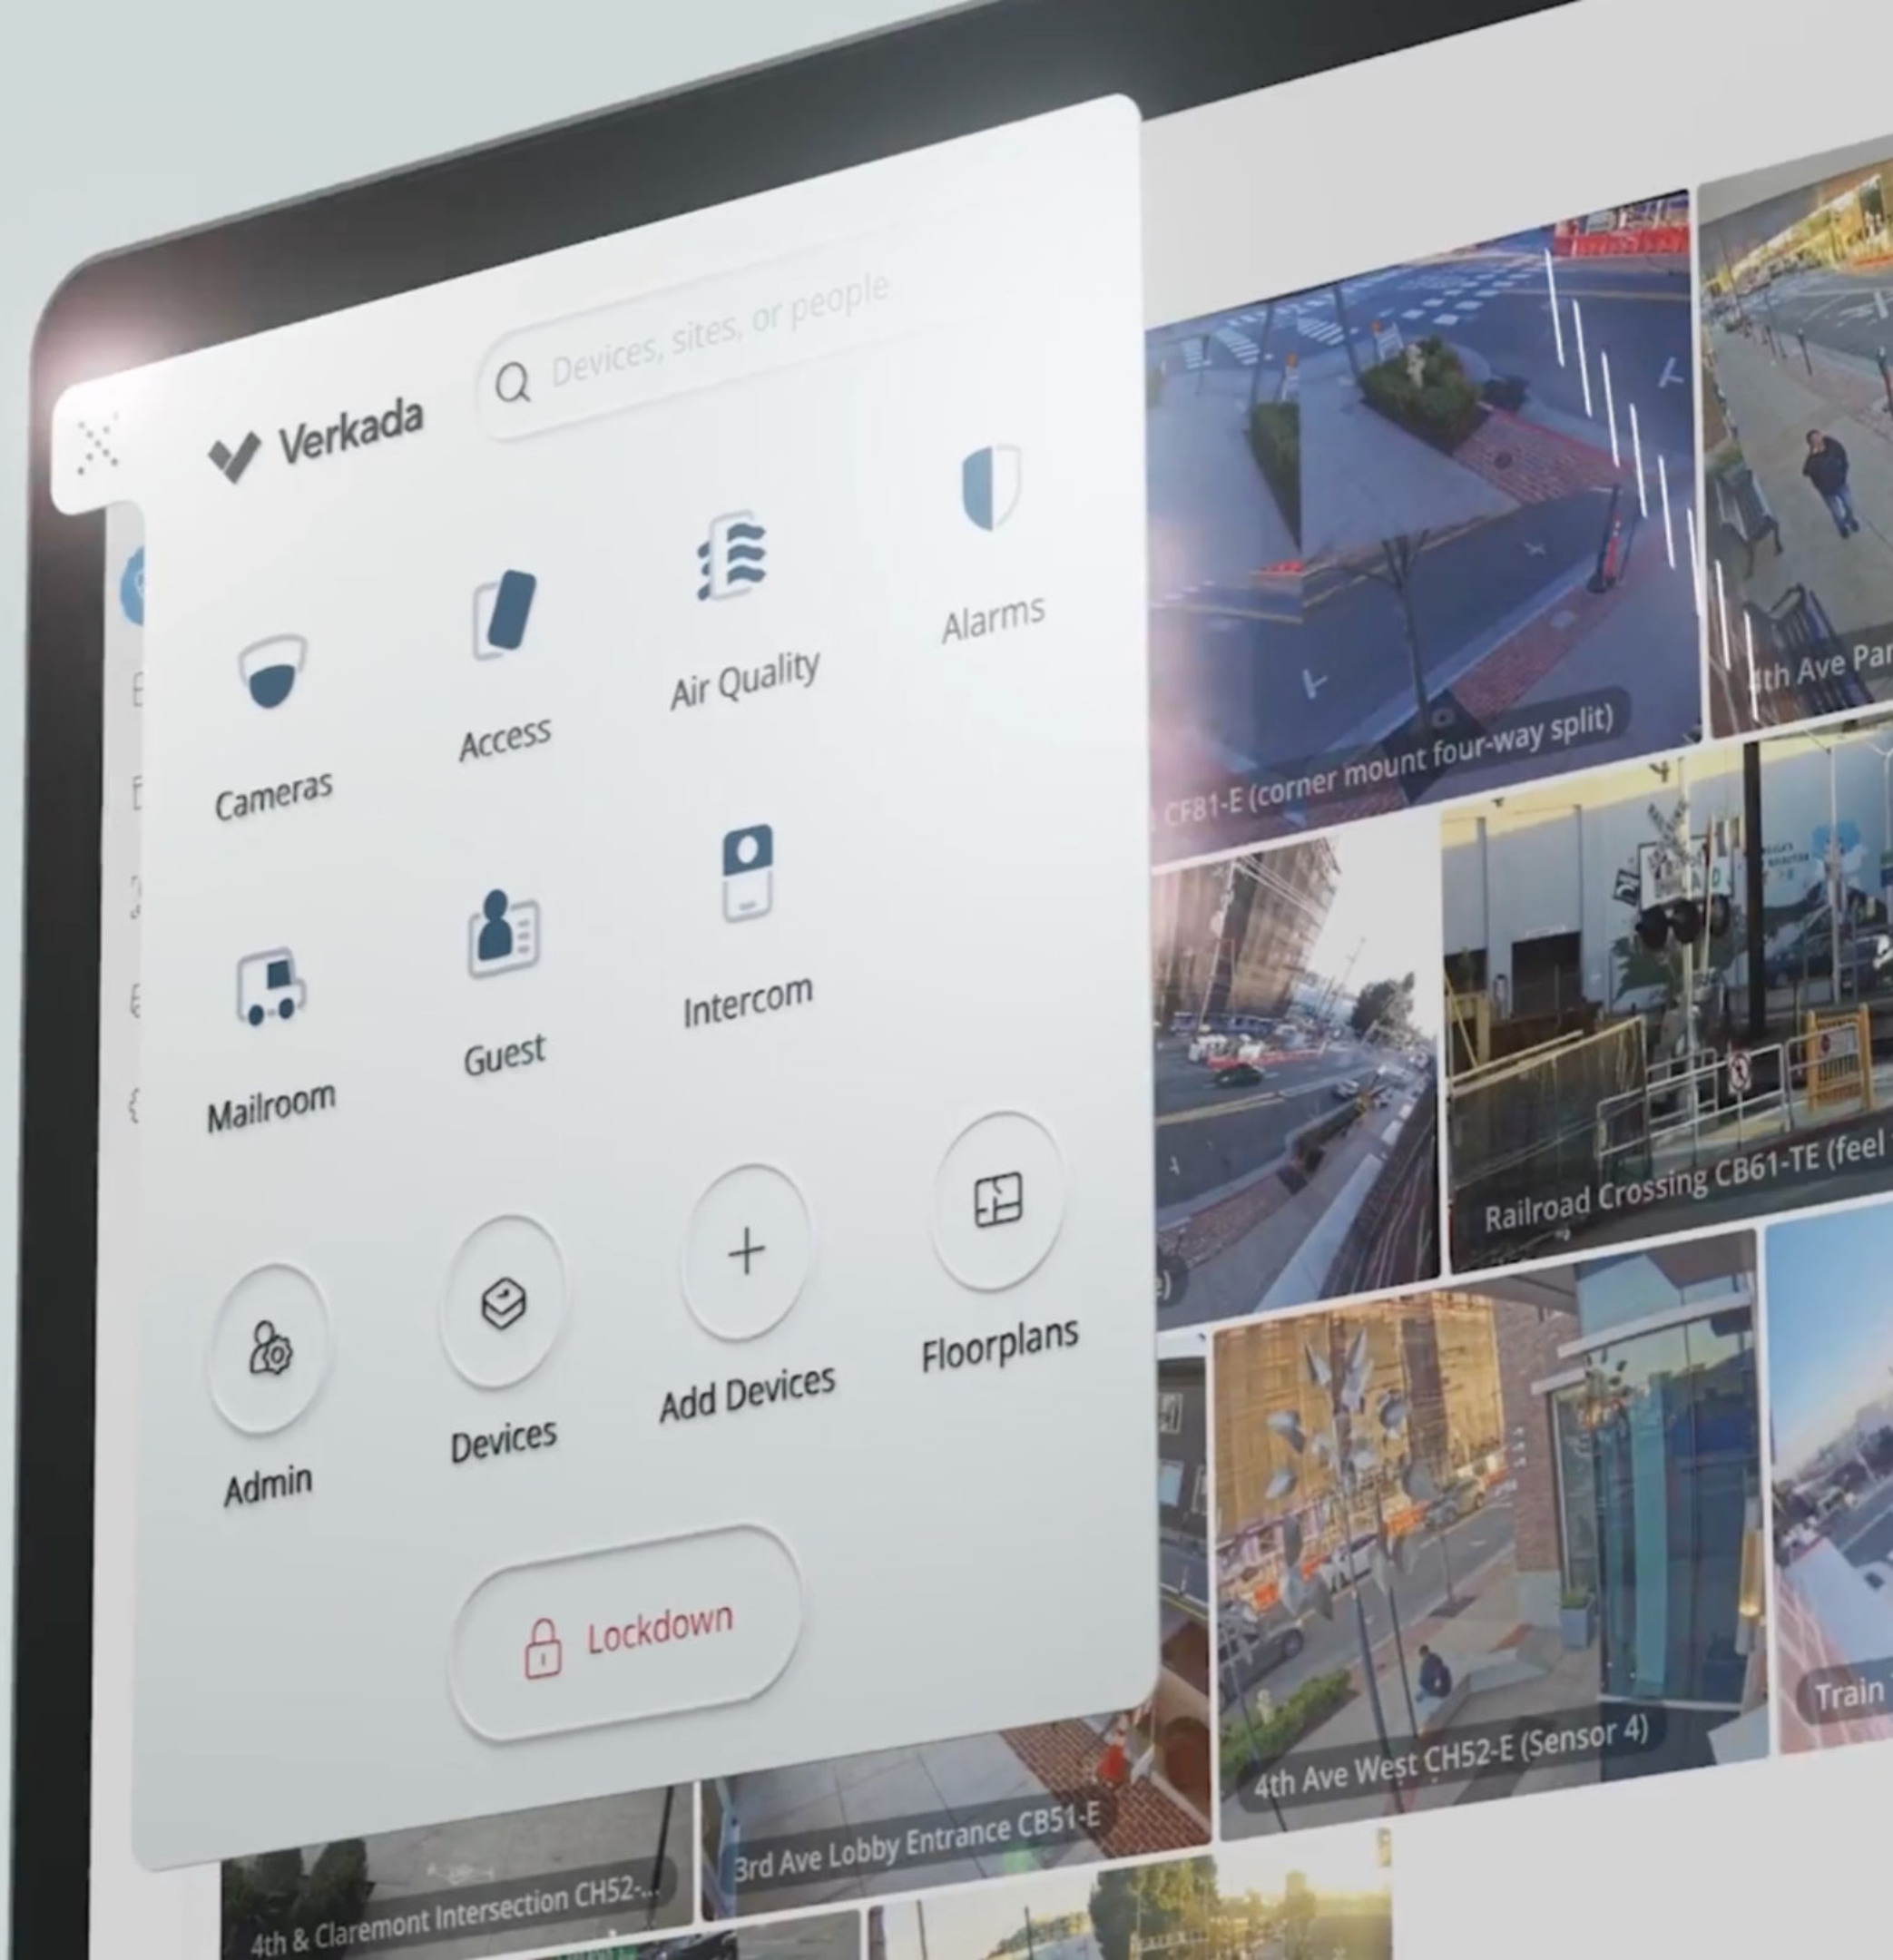 Verkada
Devices, sites, or people
Cameras
Access
Air Quality
Alarms
Mailroom
Guest
Intercom
Admin
Devices
Add Devices
Floorplans
Lockdown
CF81-E (corner mount four-way split)
4th Ave Par
Railroad Crossing CB61-TE (feel
4th Ave West CH52-E (Sensor 4)
Train
3rd Ave Lobby Entrance CB51-E
4th & Claremont Intersection CH52-...